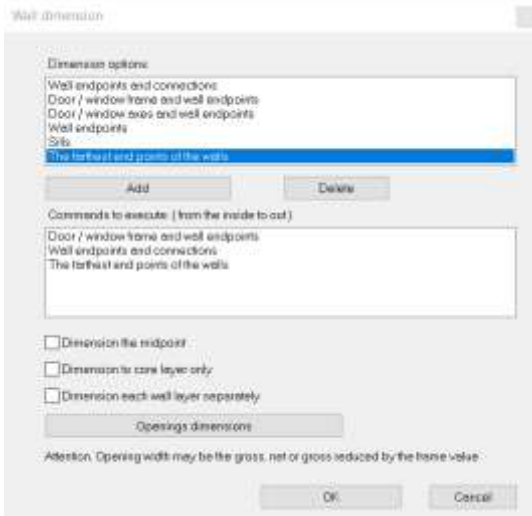 Wall dimension
Dimension options:
Wall endpoints and connections
Door / window frame and wall endpoints
Door / window axes and wall endpoints
Wall endpoints
Sills
The farthest end points of the walls
Add
Delete
Commands to execute: ( from the inside to out )
Door / window frame and wall endpoints
Wall endpoints and connections
The farthest end points of the walls
Dimension the midpoint
Dimension to core layer only
Dimension each wall layer separately
Openings dimensions
Attention. Opening width may be the gross, net or gross reduced by the frame value
OK
Cancel